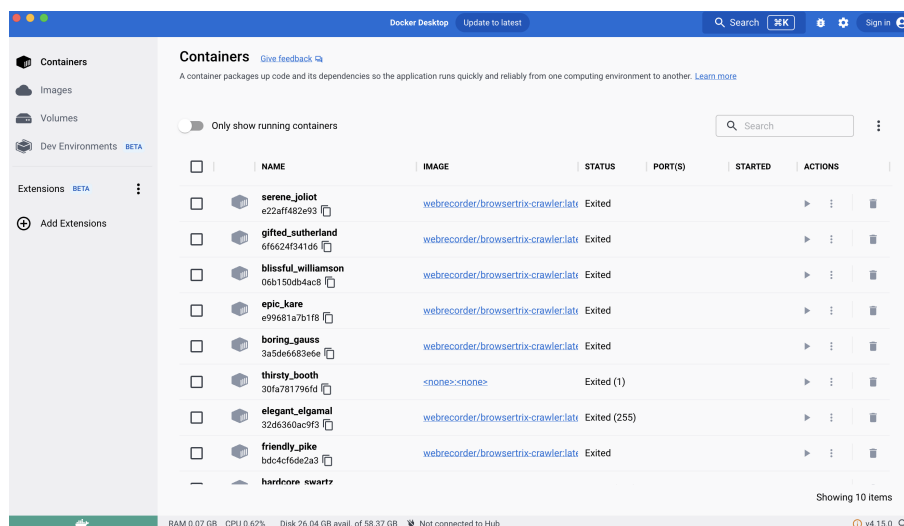 Docker Desktop Update to latest Search ⌘K Sign in
Containers
Images
Volumes
Dev Environments BETA
Extensions BETA
Add Extensions
Containers Give feedback
A container packages up code and its dependencies so the application runs quickly and reliably from one computing environment to another. Learn more
Only show running containers Search
NAME IMAGE STATUS PORT(S) STARTED ACTIONS
serene_joliot
e22aff482e93 webrecorder/browsertrix-crawler:late Exited
gifted_sutherland
6f6624f341d6 webrecorder/browsertrix-crawler:late Exited
blissful_williamson
06b150db4ac8 webrecorder/browsertrix-crawler:late Exited
epic_kare
e99681a7b1f8 webrecorder/browsertrix-crawler:late Exited
boring_gauss
3a5de6683e6e webrecorder/browsertrix-crawler:late Exited
thirsty_booth
30fa781796fd <none>:<none> Exited (1)
elegant_elgamal
32d6360ac9f3 webrecorder/browsertrix-crawler:late Exited (255)
friendly_pike
bdc4cf6de2a3 webrecorder/browsertrix-crawler:late Exited
hardcore_swartz
Showing 10 items
RAM 0.07 GB CPU 0.62% Disk 26.04 GB avail. of 58.37 GB Not connected to Hub v4.15.0